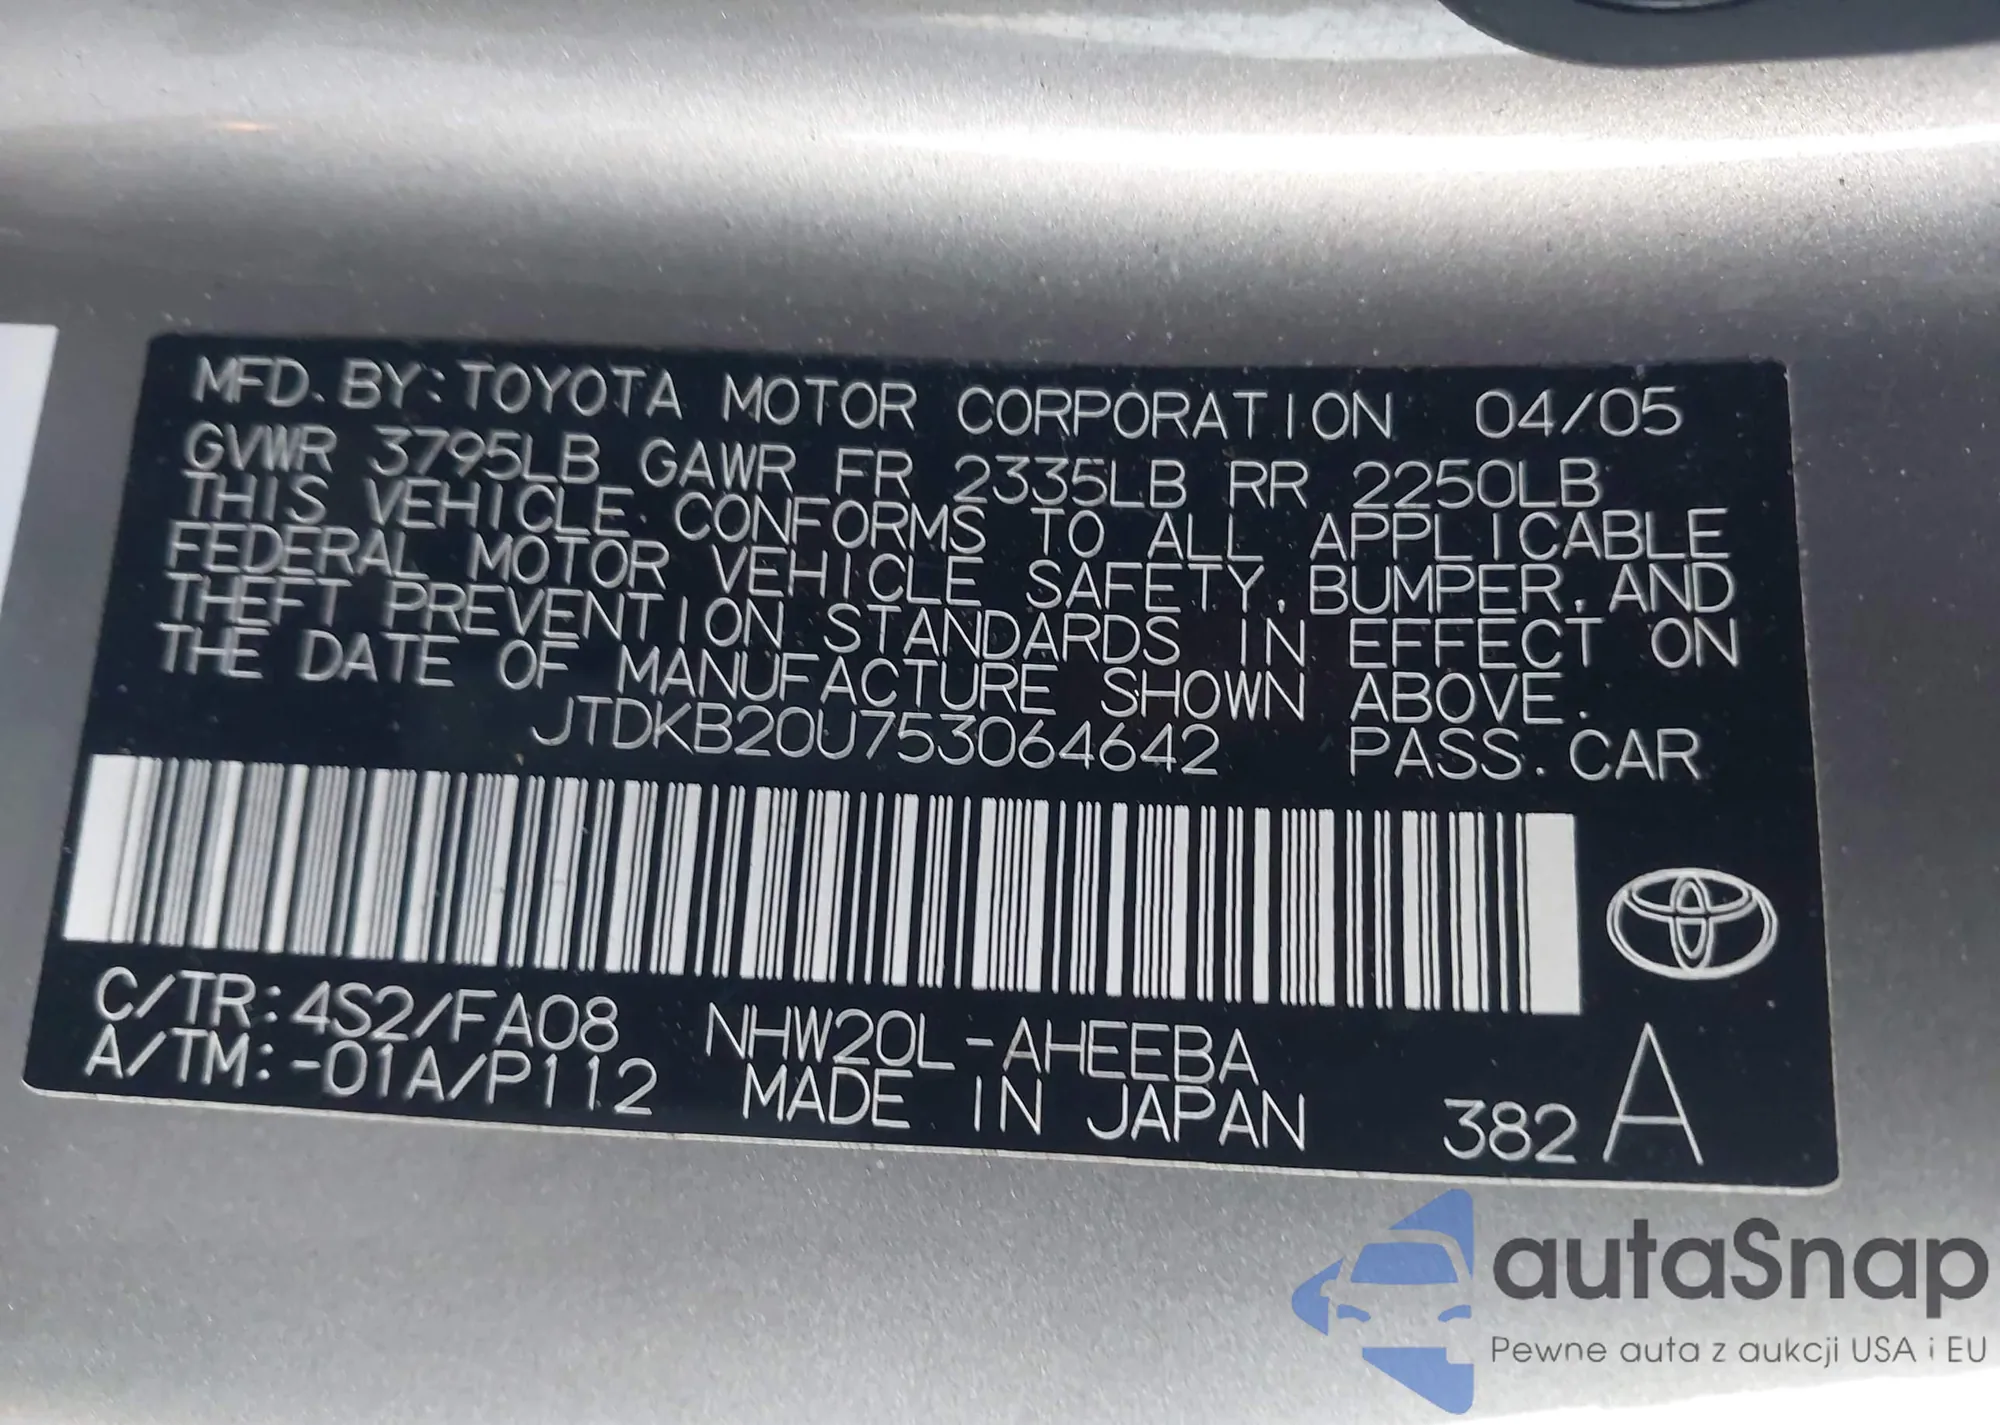 MFD. BY: TOYOTA MOTOR CORPORATION 04/05
GVWR 3795LB GAWR FR 2335LB RR 2250LB
THIS VEHICLE CONFORMS TO ALL APPLICABLE
FEDERAL MOTOR VEHICLE SAFETY, BUMPER, AND
THEFT PREVENTION STANDARDS IN EFFECT ON
THE DATE OF MANUFACTURE SHOWN ABOVE.
JTDKB20U753064642 PASS. CAR
C/TR: 4S2/FA08 NHW20L-AHEEBA
A/TM: -01A/P112 MADE IN JAPAN 382 A
autaSnap
Pewne auta z aukcji USA i EU